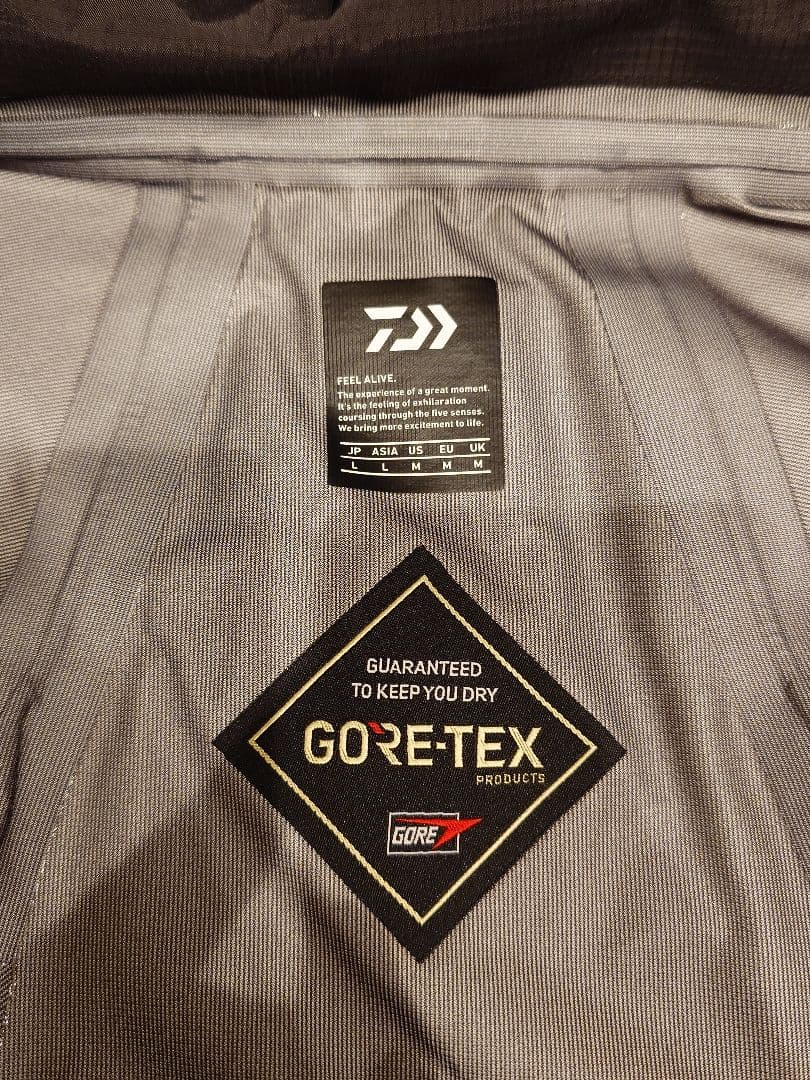 FEEL ALIVE.
The experience of a great moment.
It's the feeling of exhilaration
coursing through the five senses.
We bring more excitement to life.
JP ASIA US EU UK
L L M M M
GUARANTEED
TO KEEP YOU DRY
GORE-TEX
PRODUCTS
GORE